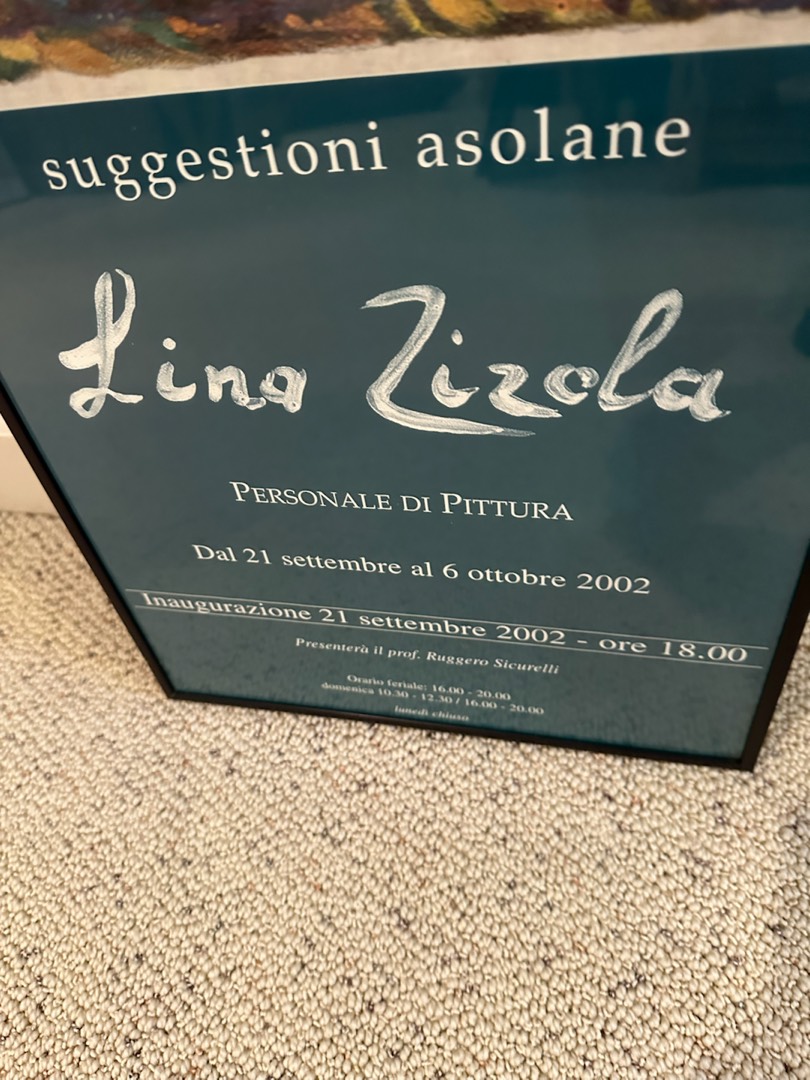 suggestioni asolane
Lina Zizola
PERSONALE DI PITTURA
Dal 21 settembre al 6 ottobre 2002
Inaugurazione 21 settembre 2002 - ore 18.00
Presenterà il prof. Ruggero Sicurelli
Orario feriale: 16.00 - 20.00
domenica 10.30 - 12.30 / 16.00 - 20.00
lunedì chiuso